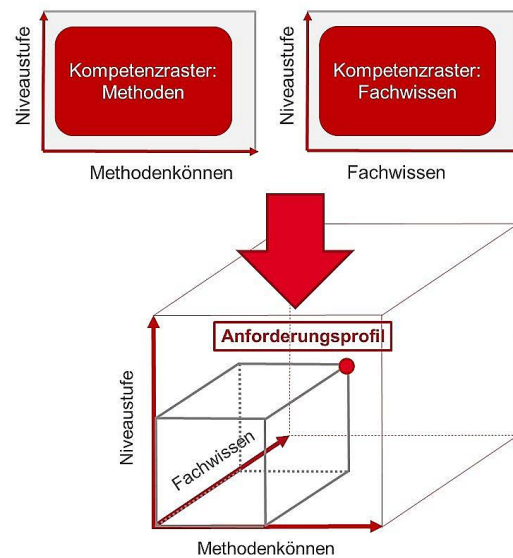 Niveaustufe
Kompetenzraster:
Methoden
Methodenkönnen
Niveaustufe
Kompetenzraster:
Fachwissen
Fachwissen
Anforderungsprofil
Niveaustufe
Fachwissen
Methodenkönnen